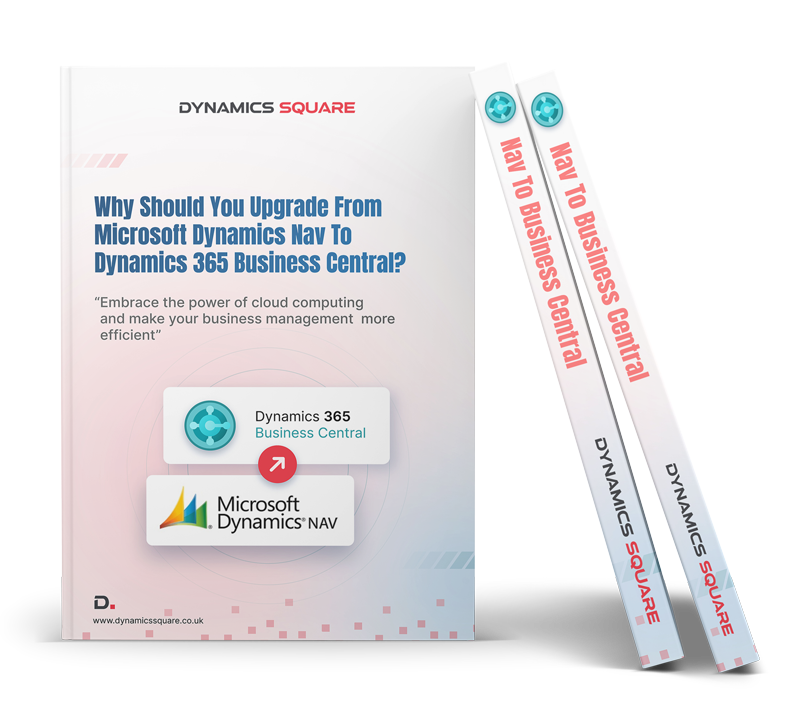 DYNAMICS SQUARE
Why Should You Upgrade From
Microsoft Dynamics Nav To
Dynamics 365 Business Central?
“Embrace the power of cloud computing
and make your business management more
efficient”
Dynamics 365
Business Central
Microsoft
Dynamics® NAV
D.
www.dynamicssquare.co.uk
Nav To Business Central
DYNAMICS SQUARE
Nav To Business Central
DYNAMICS SQUARE